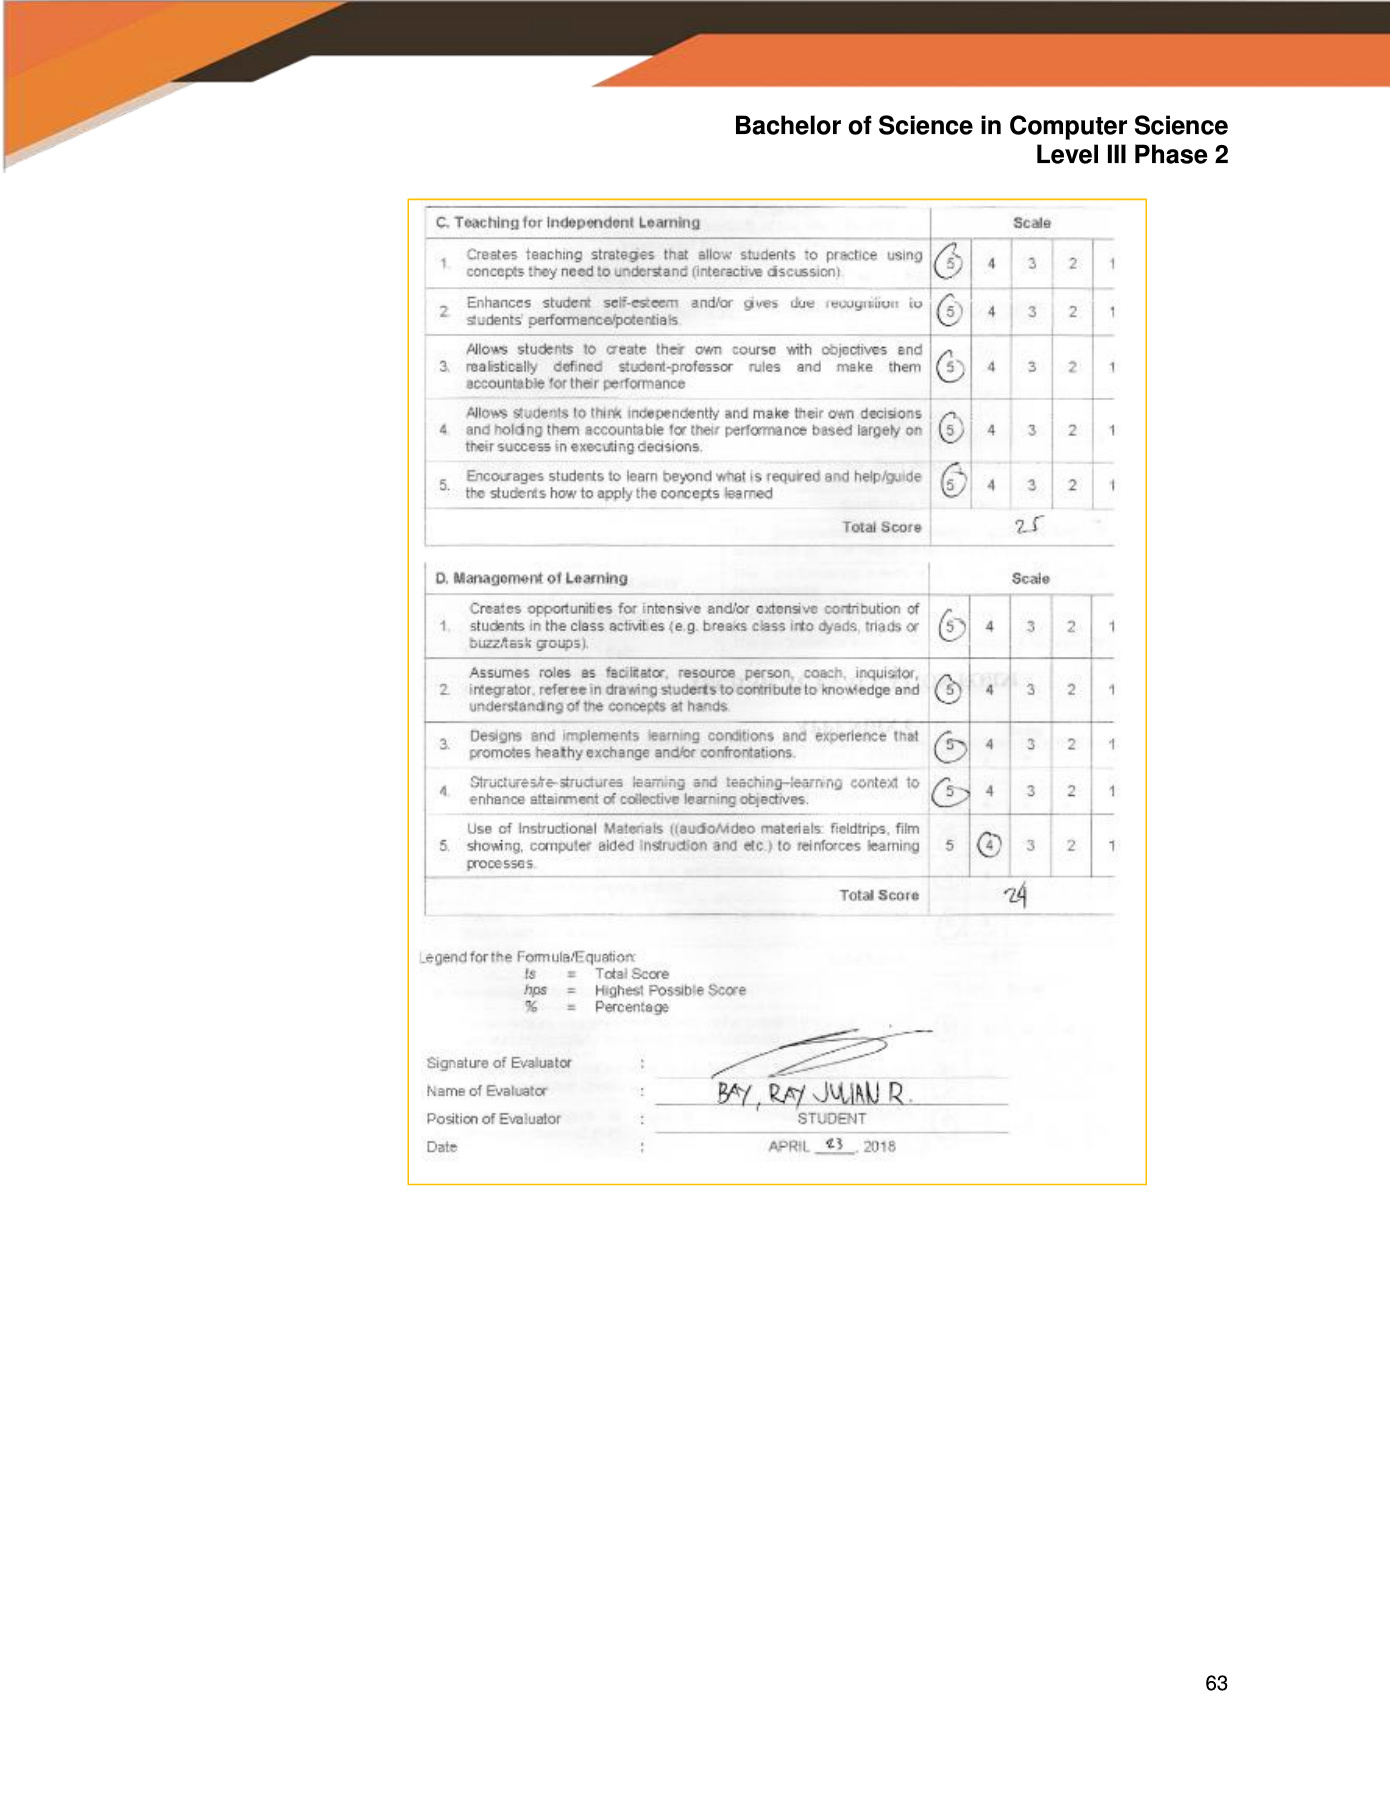 Bachelor of Science in Computer Science
Level III Phase 2
C. Teaching for Independent Learning Scale
1. Creates teaching strategies that allow students to practice using
concepts they need to understand (interactive discussion). 5 4 3 2 1
2. Enhances student self-esteem and/or gives due recognition to
students' performance/potentials. 5 4 3 2 1
Allows students to create their own course with objectives and
3. realistically defined student-professor rules and make them 5 4 3 2 1
accountable for their performance
Allows students to think independently and make their own decisions
4. and holding them accountable for their performance based largely on 5 4 3 2 1
their success in executing decisions.
5. Encourages students to learn beyond what is required and help/guide
the students how to apply the concepts learned 5 4 3 2 1
Total Score 25
D. Management of Learning Scale
Creates opportunities for intensive and/or extensive contribution of
1. students in the class activities (e.g. breaks class into dyads, triads or 5 4 3 2 1
buzz/task groups).
Assumes roles as facilitator, resource person, coach, inquisitor,
2. integrator, referee in drawing students to contribute to knowledge and 5 4 3 2 1
understanding of the concepts at hands.
3. Designs and implements learning conditions and experience that
promotes healthy exchange and/or confrontations. 5 4 3 2 1
4. Structures/re-structures learning and teaching-learning context to
enhance attainment of collective learning objectives. 5 4 3 2 1
Use of Instructional Materials ((audio/video materials: fieldtrips, film
5. showing, computer aided instruction and etc.) to reinforces learning 5 4 3 2 1
processes.
Total Score 24
Legend for the Formula/Equation:
ts = Total Score
hps = Highest Possible Score
% = Percentage
Signature of Evaluator :
Name of Evaluator : BAY, RAY JULIAN R.
Position of Evaluator : STUDENT
Date : APRIL 23, 2018
63